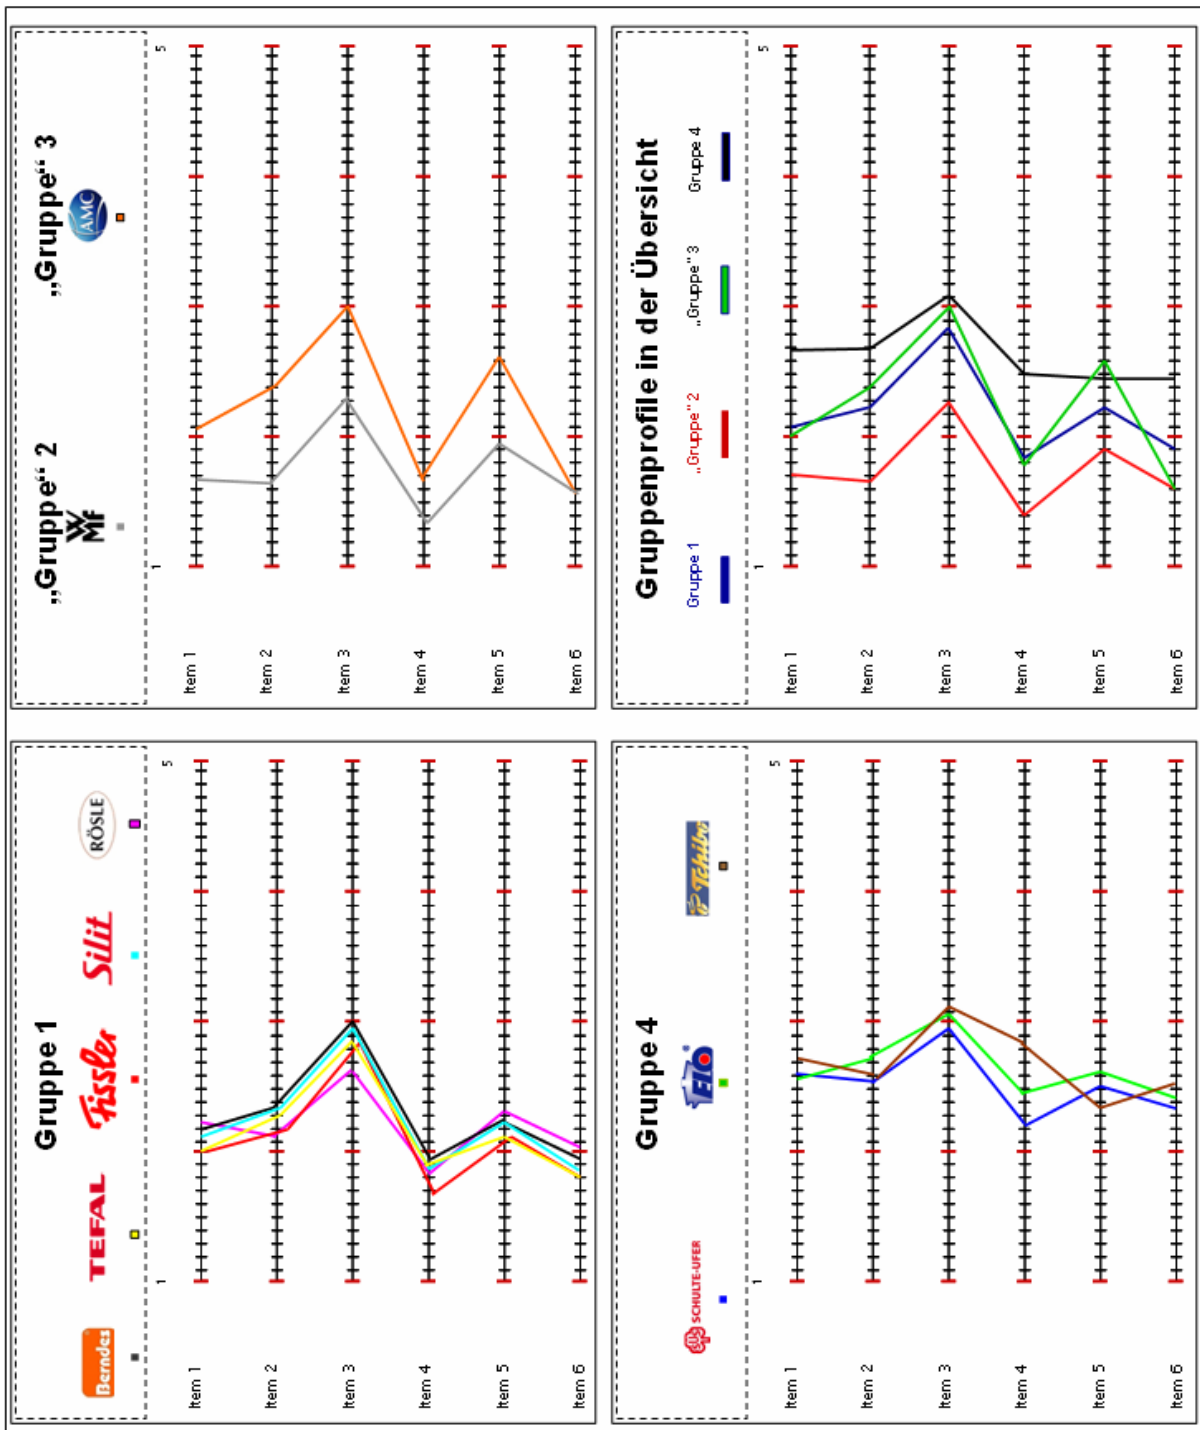 Gruppe 1
Berndes
TEFAL
Fissler
Silit
RÖSLE
1
5
Item 1
Item 2
Item 3
Item 4
Item 5
Item 6
„Gruppe“ 2
„Gruppe“ 3
WMF
AMC
1
5
Item 1
Item 2
Item 3
Item 4
Item 5
Item 6
Gruppe 4
SUS SCHULTE-UFER
ELO
Tchibo
1
5
Item 1
Item 2
Item 3
Item 4
Item 5
Item 6
Gruppenprofile in der Übersicht
Gruppe 1
„Gruppe“ 2
„Gruppe“ 3
Gruppe 4
1
5
Item 1
Item 2
Item 3
Item 4
Item 5
Item 6